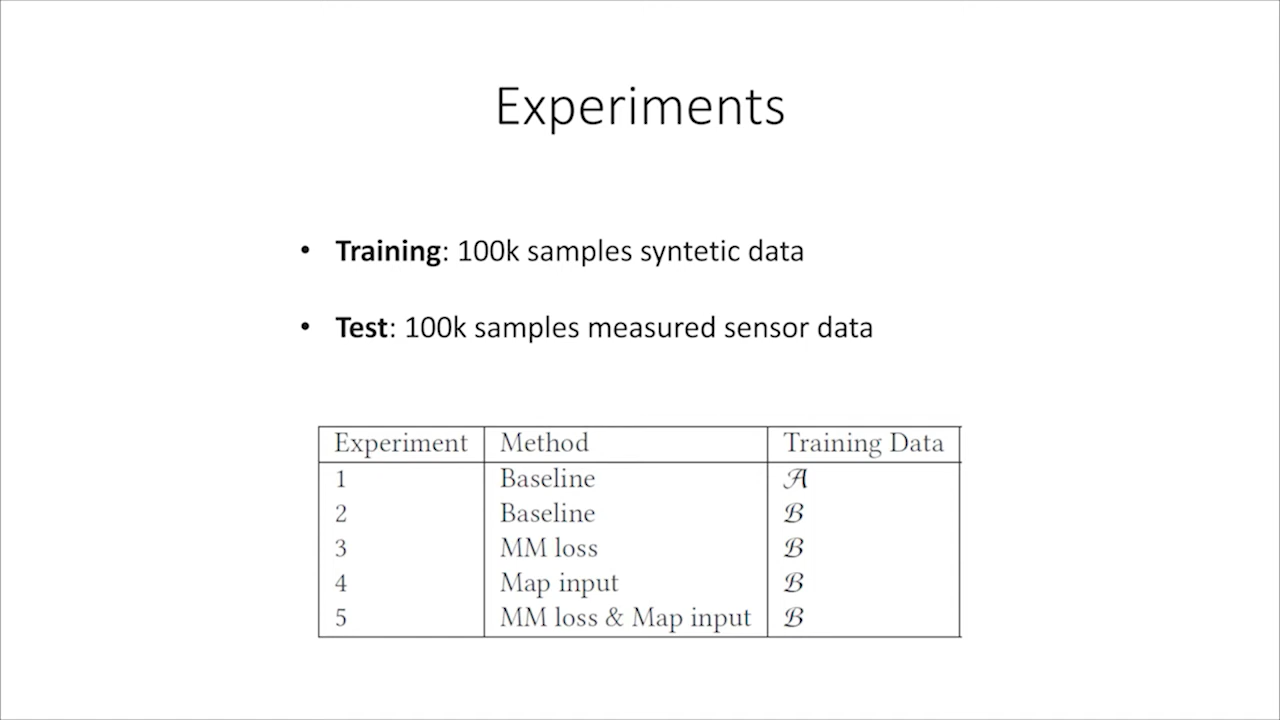 Experiments
• Training: 100k samples syntetic data
• Test: 100k samples measured sensor data
Experiment Method Training Data
1 Baseline 𝒜
2 Baseline ℬ
3 MM loss ℬ
4 Map input ℬ
5 MM loss & Map input ℬ